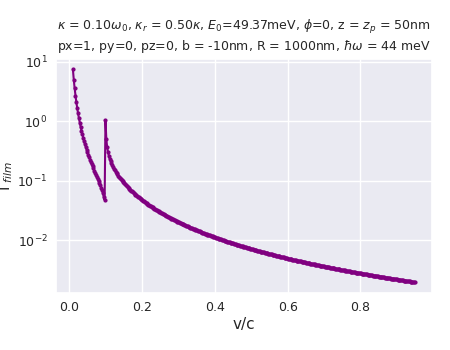 κ = 0.10ω₀, κᵣ = 0.50κ, E₀=49.37meV, ϕ=0, z = zₚ = 50nm
px=1, py=0, pz=0, b = -10nm, R = 1000nm, ℏω = 44 meV
10¹
10⁰
10⁻¹
10⁻²
film
0.0 0.2 0.4 0.6 0.8
v/c